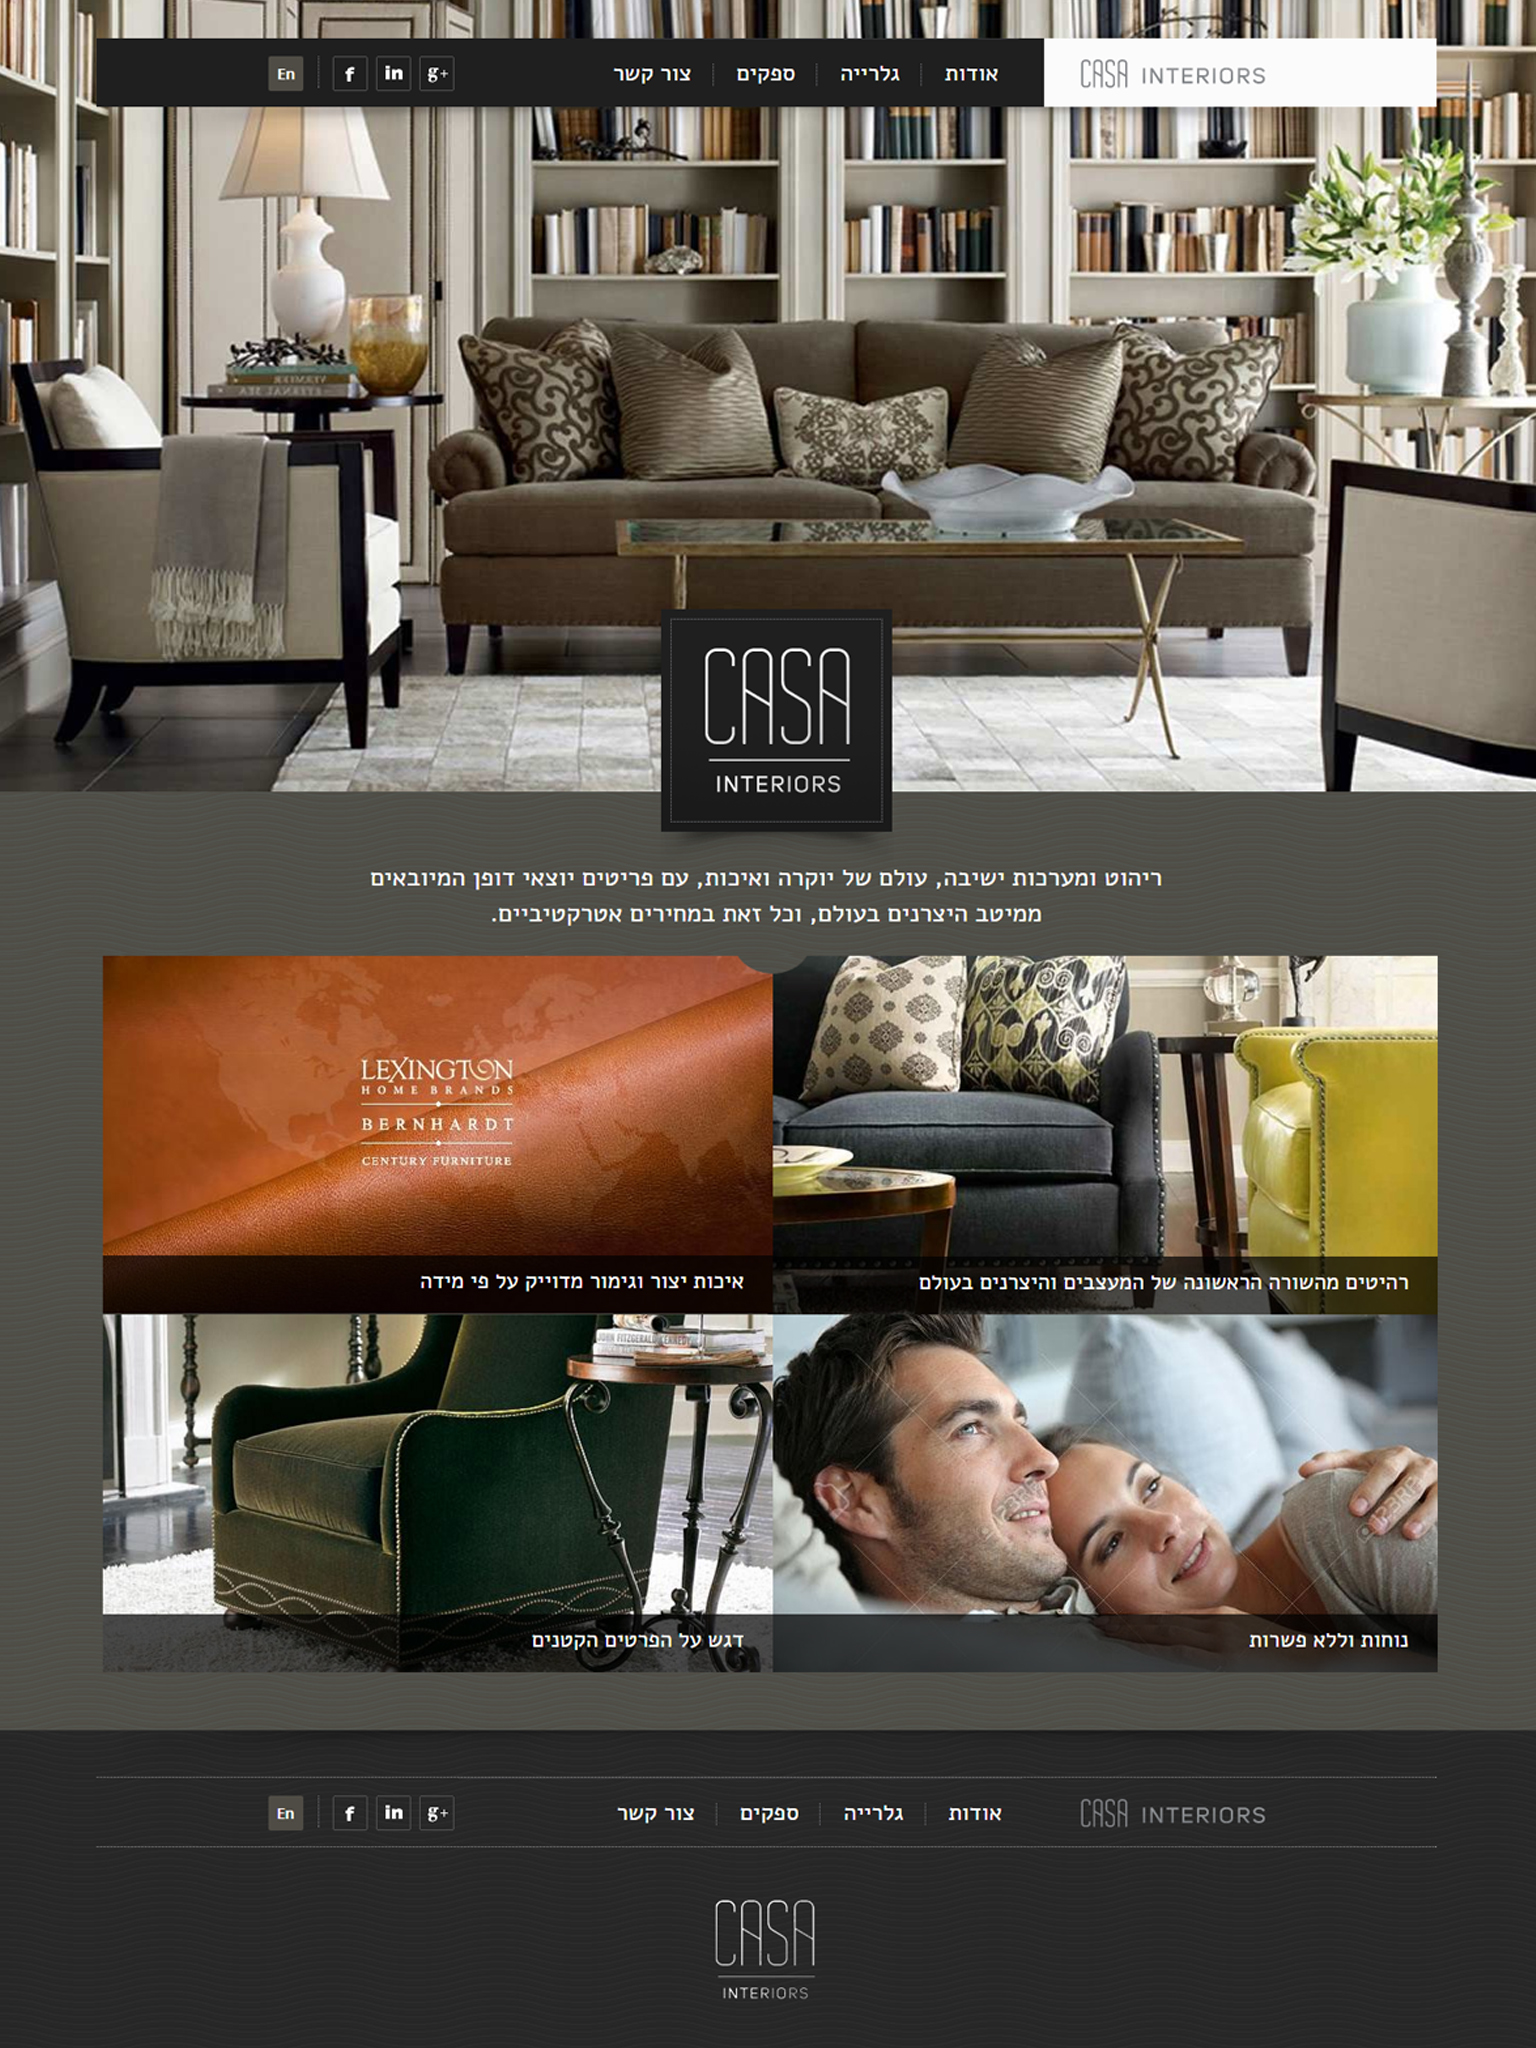 CASA INTERIORS
אודות
גלרייה
ספקים
צור קשר
g+
in
f
En
CASA
INTERIORS
ריהוט ומערכות ישיבה, עולם של יוקרה ואיכות, עם פריטים יוצאי דופן המיובאים
ממיטב היצרנים בעולם, וכל זאת במחירים אטרקטיביים.
רהיטים מהשורה הראשונה של המעצבים והיצרנים בעולם
LEXINGTON
HOME BRANDS
BERNHARDT
CENTURY FURNITURE
איכות יצור וגימור מדוייק על פי מידה
נוחות וללא פשרות
JOHN FITZGERALD KENNEDY
דגש על הפרטים הקטנים
CASA INTERIORS
אודות
גלרייה
ספקים
צור קשר
g+
in
f
En
CASA
INTERIORS